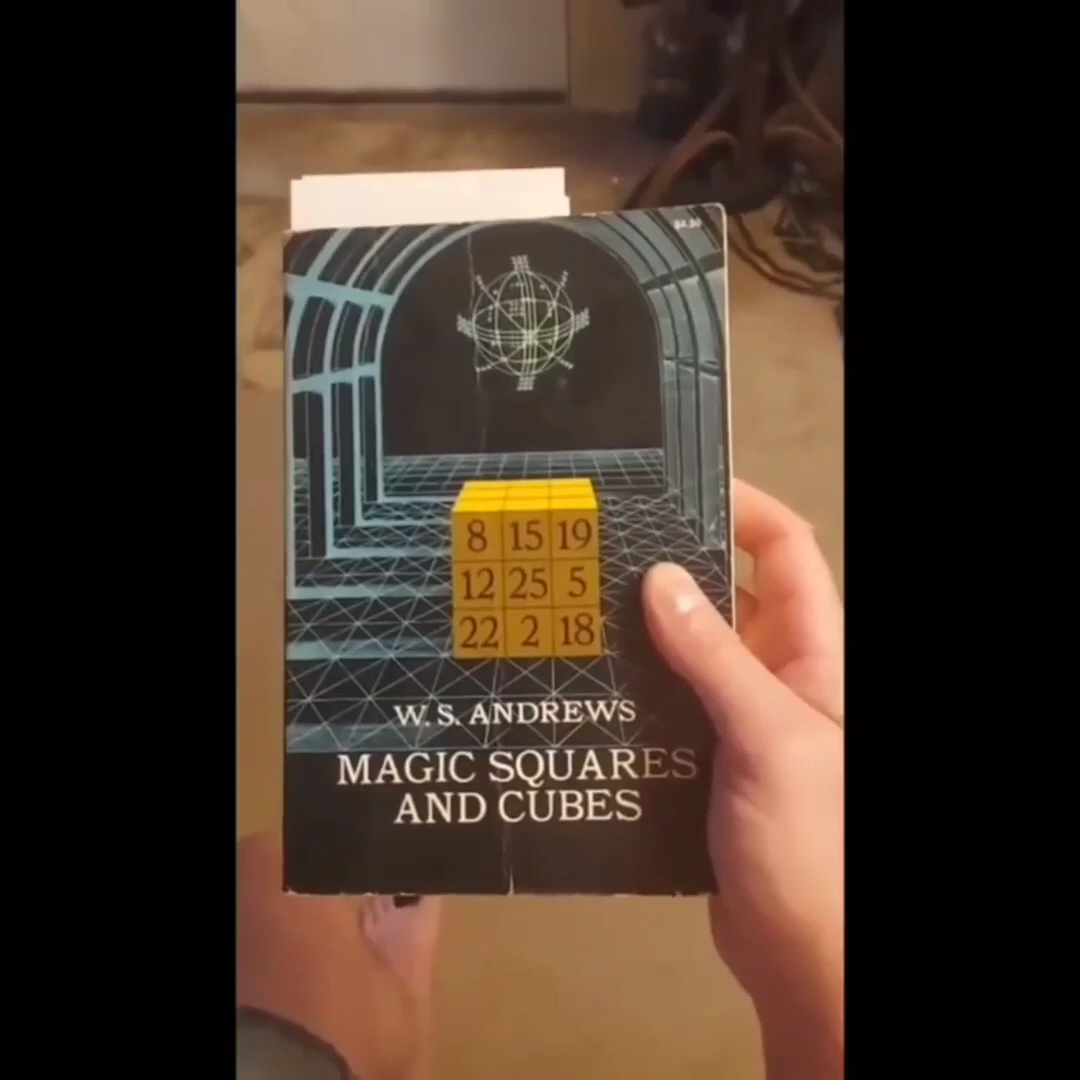 8 15 19
12 25 5
22 2 18
W. S. ANDREWS
MAGIC SQUARES
AND CUBES